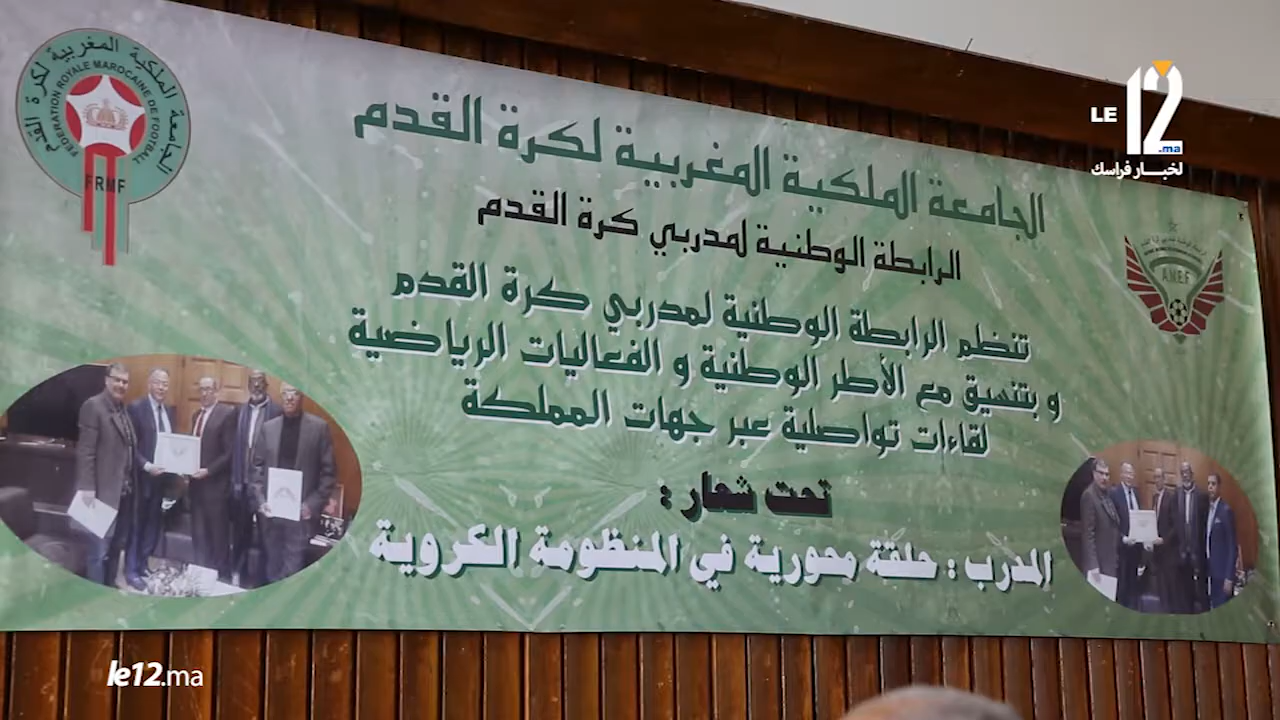 الجامعة الملكية المغربية لكرة القدم
FEDERATION ROYALE MAROCAINE DE FOOTBALL
FRMF
LE 12.ma
لخبار فراسك
الجامعة الملكية المغربية لكرة القدم
الرابطة الوطنية لمدربي كرة القدم
تنظم الرابطة الوطنية لمدربي كرة القدم
و بتنسيق مع الأطر الوطنية و الفعاليات الرياضية
لقاءات تواصلية عبر جهات المملكة
تحت شعار :
المدرب : حلقة محورية في المنظومة الكروية
A.M.E.F
le12.ma